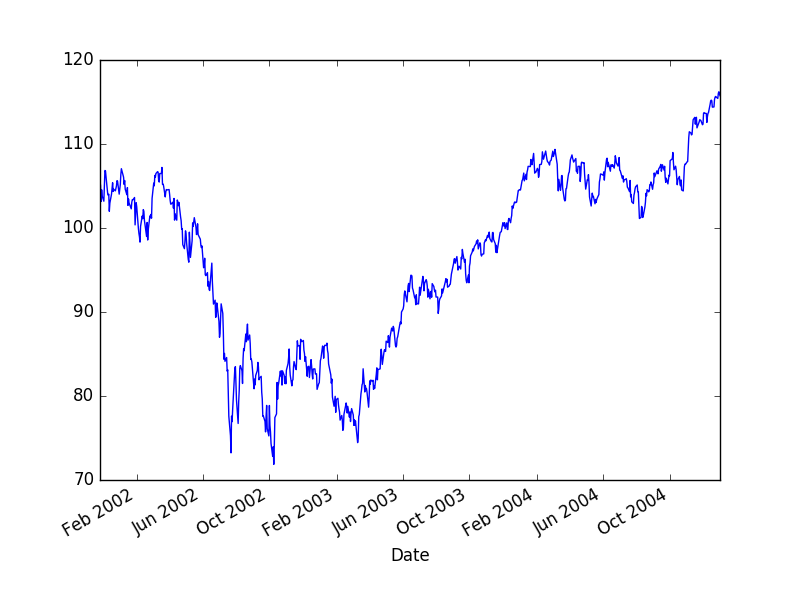 120
110
100
90
80
70
Feb 2002
Jun 2002
Oct 2002
Feb 2003
Jun 2003
Oct 2003
Feb 2004
Jun 2004
Oct 2004
Date